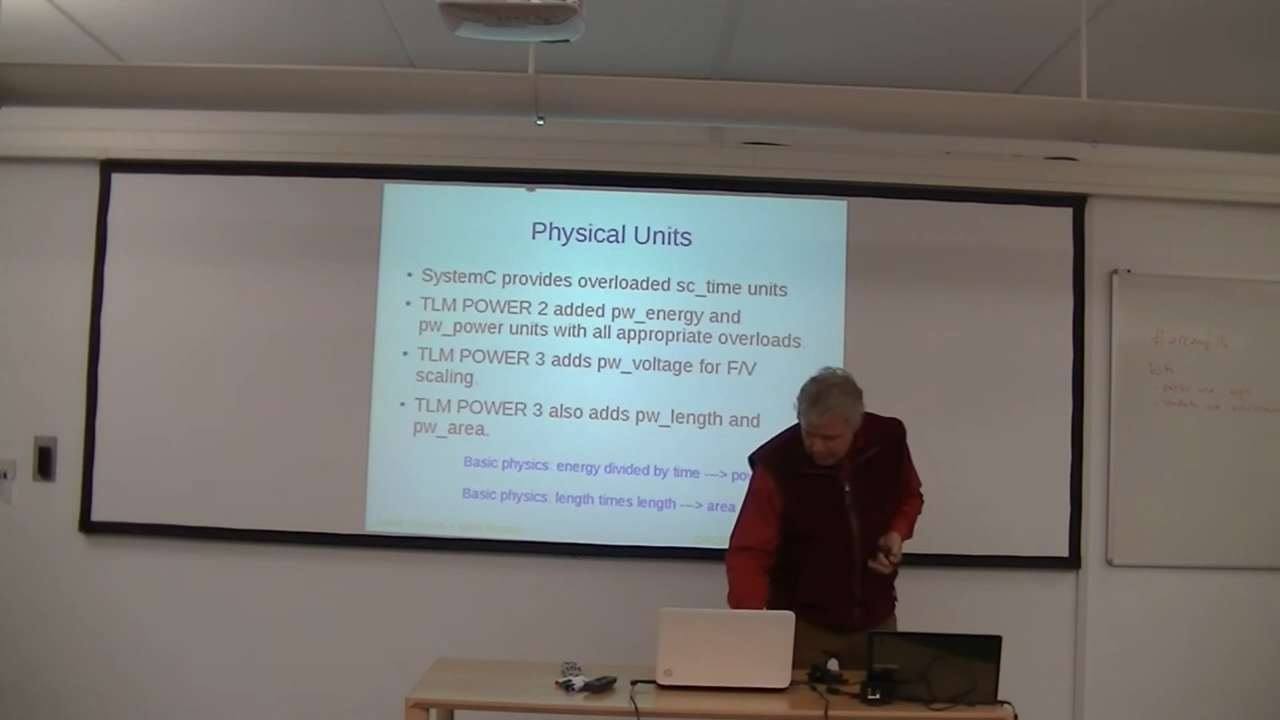 Physical Units
• SystemC provides overloaded sc_time units
• TLM POWER 2 added pw_energy and
pw_power units with all appropriate overloads.
• TLM POWER 3 adds pw_voltage for F/V
scaling.
• TLM POWER 3 also adds pw_length and
pw_area.
Basic physics: energy divided by time ---> po
Basic physics: length times length ---> area